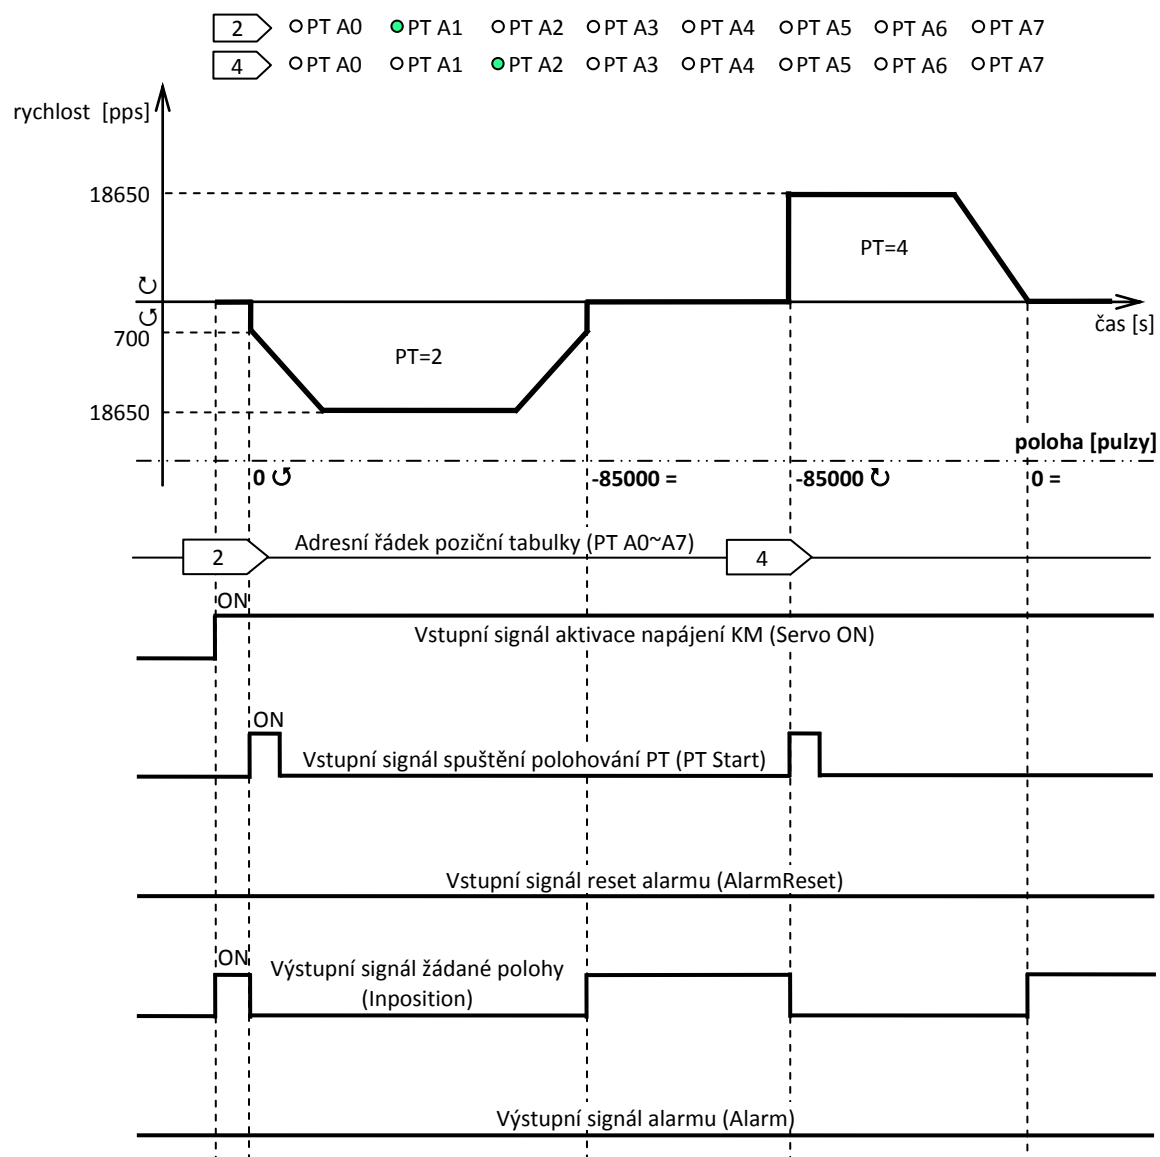 2 PT A0 PT A1 PT A2 PT A3 PT A4 PT A5 PT A6 PT A7
4 PT A0 PT A1 PT A2 PT A3 PT A4 PT A5 PT A6 PT A7
rychlost [pps]
18650
PT=4
čas [s]
700
PT=2
18650
poloha [pulzy]
0 ↺ -85000 = -85000 ↻ 0 =
Adresní řádek poziční tabulky (PT A0~A7)
2 4
ON
Vstupní signál aktivace napájení KM (Servo ON)
ON
Vstupní signál spuštění polohování PT (PT Start)
Vstupní signál reset alarmu (AlarmReset)
ON
Výstupní signál žádané polohy
(Inposition)
Výstupní signál alarmu (Alarm)